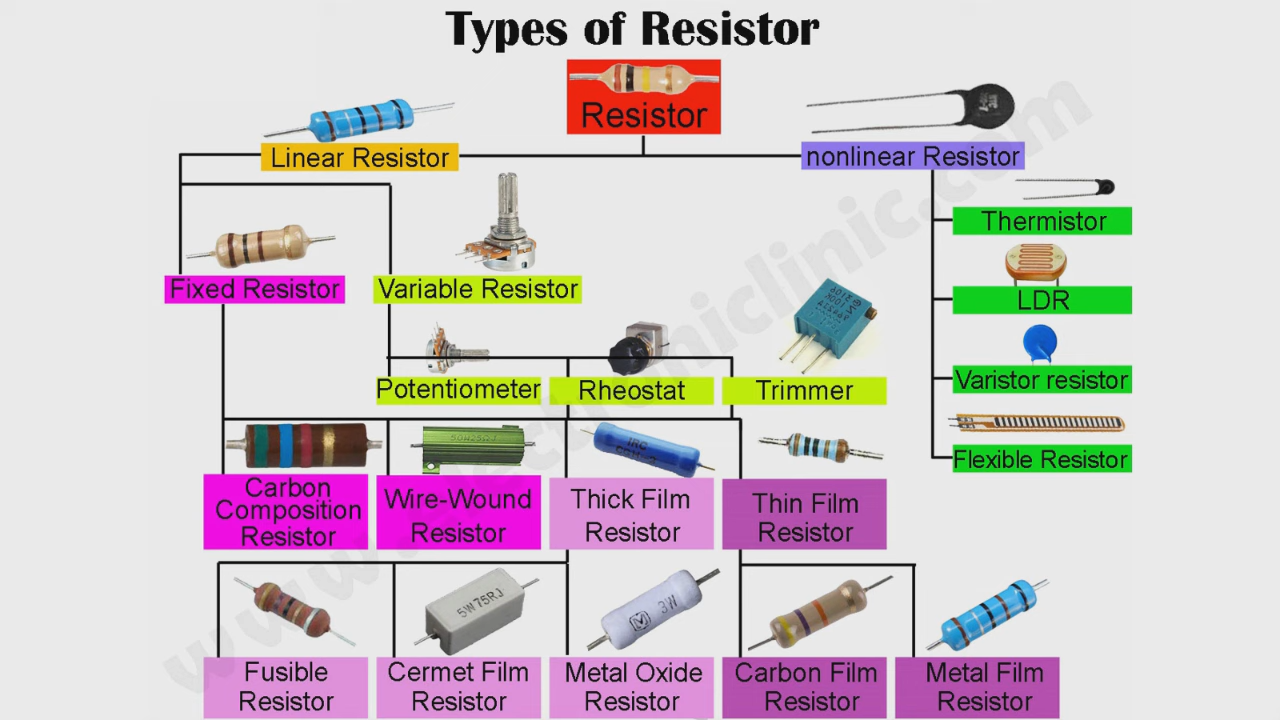 Types of Resistor
Resistor
Linear Resistor
nonlinear Resistor
Thermistor
Fixed Resistor
Variable Resistor
LDR
Potentiometer
Rheostat
Trimmer
Varistor resistor
Flexible Resistor
Carbon
Composition
Resistor
Wire-Wound
Resistor
Thick Film
Resistor
Thin Film
Resistor
5W75RJ
3W
Fusible
Resistor
Cermet Film
Resistor
Metal Oxide
Resistor
Carbon Film
Resistor
Metal Film
Resistor